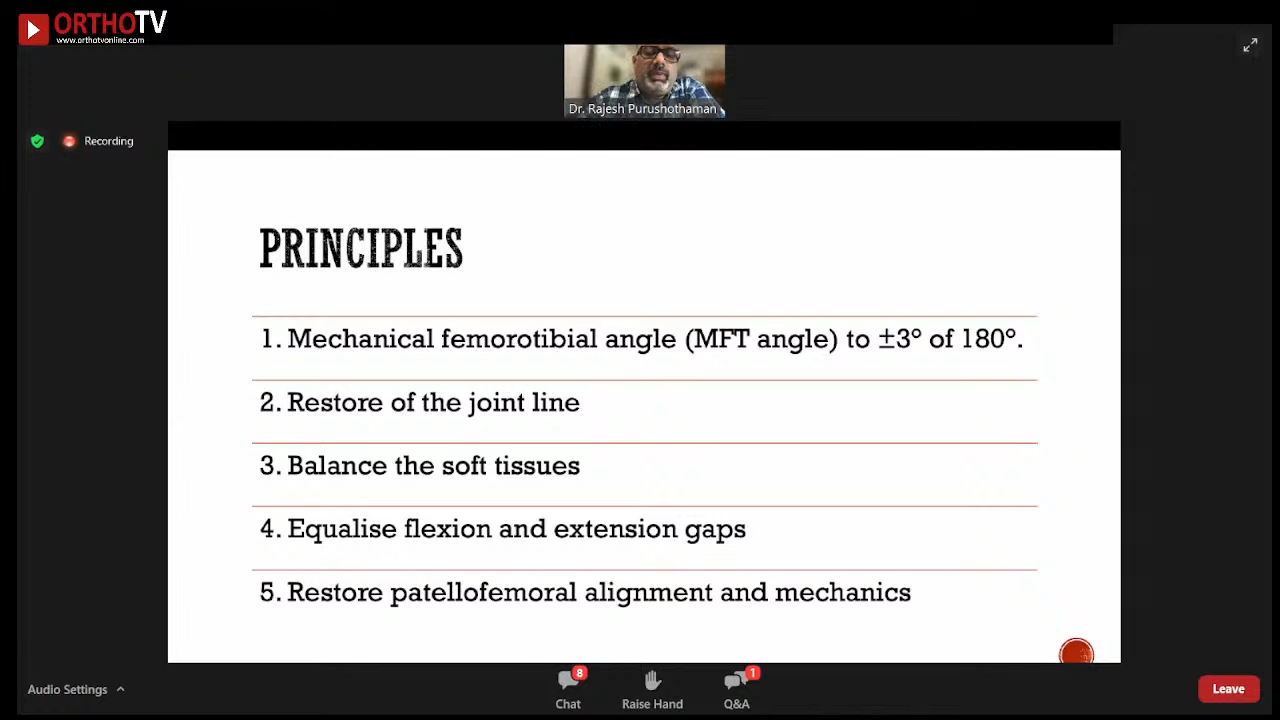 ORTHOTV
www.orthotvonline.com
Dr. Rajesh Purushothaman
Recording
PRINCIPLES
1. Mechanical femorotibial angle (MFT angle) to ±3° of 180°.
2. Restore of the joint line
3. Balance the soft tissues
4. Equalise flexion and extension gaps
5. Restore patellofemoral alignment and mechanics
Audio Settings
8
Chat
Raise Hand
1
Q&A
Leave